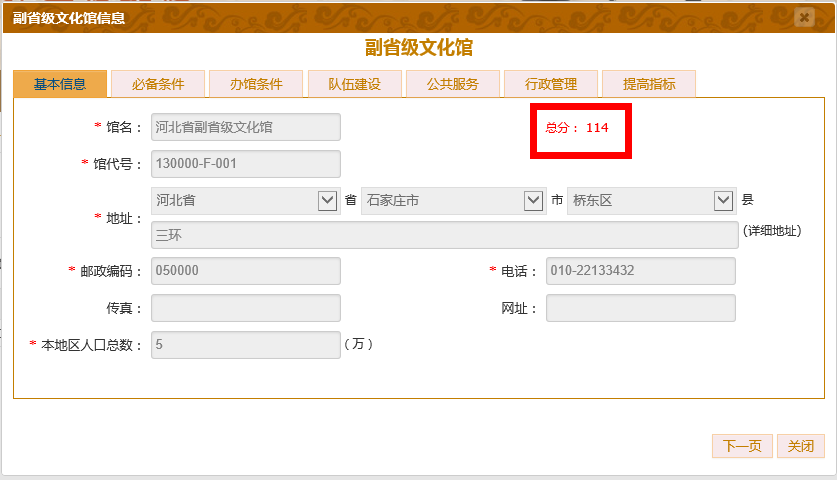 副省级文化馆信息
副省级文化馆
基本信息 必备条件 办馆条件 队伍建设 公共服务 行政管理 提高指标
* 馆名： 河北省副省级文化馆 总分： 114
* 馆代号： 130000-F-001
* 地址： 河北省 省 石家庄市 市 桥东区 县
三环 (详细地址)
* 邮政编码： 050000 * 电话： 010-22133432
传真： 网址：
* 本地区人口总数： 5 (万)
下一页 关闭